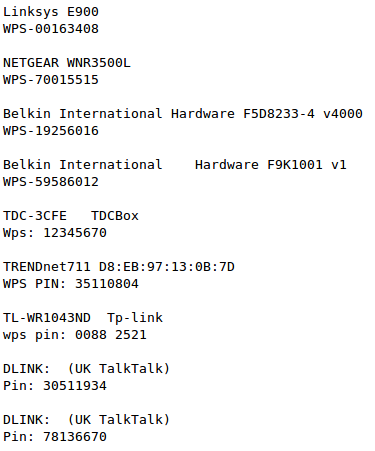 Linksys E900
WPS-00163408
NETGEAR WNR3500L
WPS-70015515
Belkin International Hardware F5D8233-4 v4000
WPS-19256016
Belkin International    Hardware F9K1001 v1
WPS-59586012
TDC-3CFE   TDCBox
Wps: 12345670
TRENDnet711 D8:EB:97:13:0B:7D
WPS PIN: 35110804
TL-WR1043ND  Tp-link
wps pin: 0088 2521
DLINK:  (UK TalkTalk)
Pin: 30511934
DLINK:  (UK TalkTalk)
Pin: 78136670